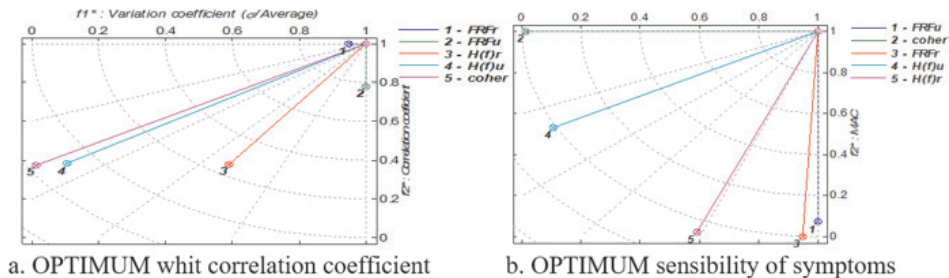 f1* : Variation coefficient (σ/Average)
0 0.2 0.4 0.6 0.8 1
1 - FRFr
2 - FRFu
3 - H(f)r
4 - H(f)u
5 - coher
1
0.8
0.6
0.4
0.2
0
f2* : Correlation coefficient
1
2
3
4
5
a. OPTIMUM whit correlation coefficient
0 0.2 0.4 0.6 0.8 1
1 - FRFu
2 - coher
3 - FRFr
4 - H(f)u
5 - H(f)r
1
0.8
0.6
0.4
0.2
0
f2* : MAC
2
4
5
3
1
b. OPTIMUM sensibility of symptoms